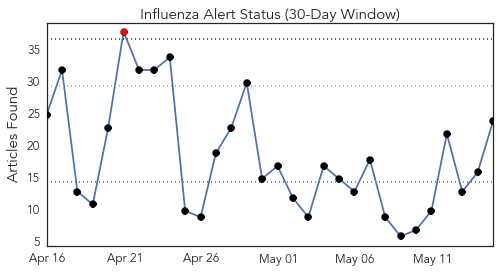 Influenza Alert Status (30-Day Window)
Articles Found
35
30
25
20
15
10
5
Apr 16
Apr 21
Apr 26
May 01
May 06
May 11